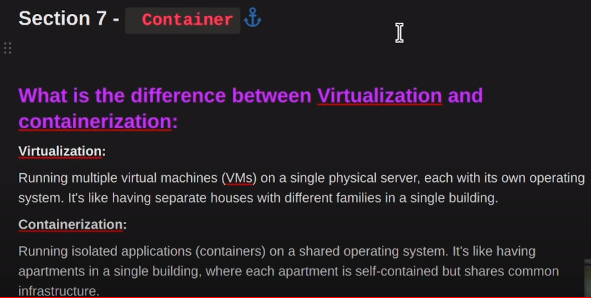 Section 7 - Container
What is the difference between Virtualization and
containerization:
Virtualization:
Running multiple virtual machines (VMs) on a single physical server, each with its own operating
system. It's like having separate houses with different families in a single building.
Containerization:
Running isolated applications (containers) on a shared operating system. It's like having
apartments in a single building, where each apartment is self-contained but shares common
infrastructure.